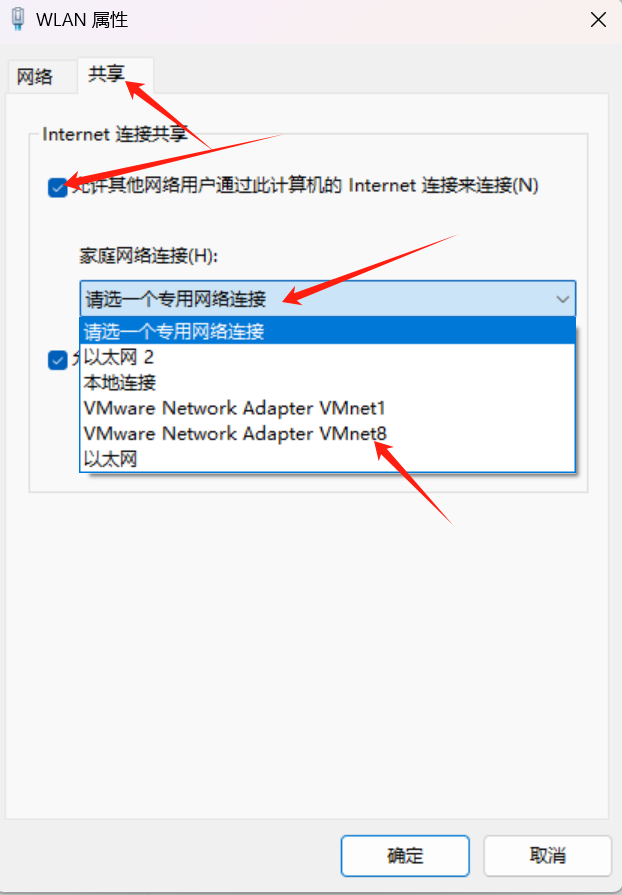 WLAN 属性
网络
共享
Internet 连接共享
允许其他网络用户通过此计算机的 Internet 连接来连接(N)
家庭网络连接(H):
请选一个专用网络连接
请选一个专用网络连接
以太网 2
本地连接
VMware Network Adapter VMnet1
VMware Network Adapter VMnet8
以太网
确定
取消